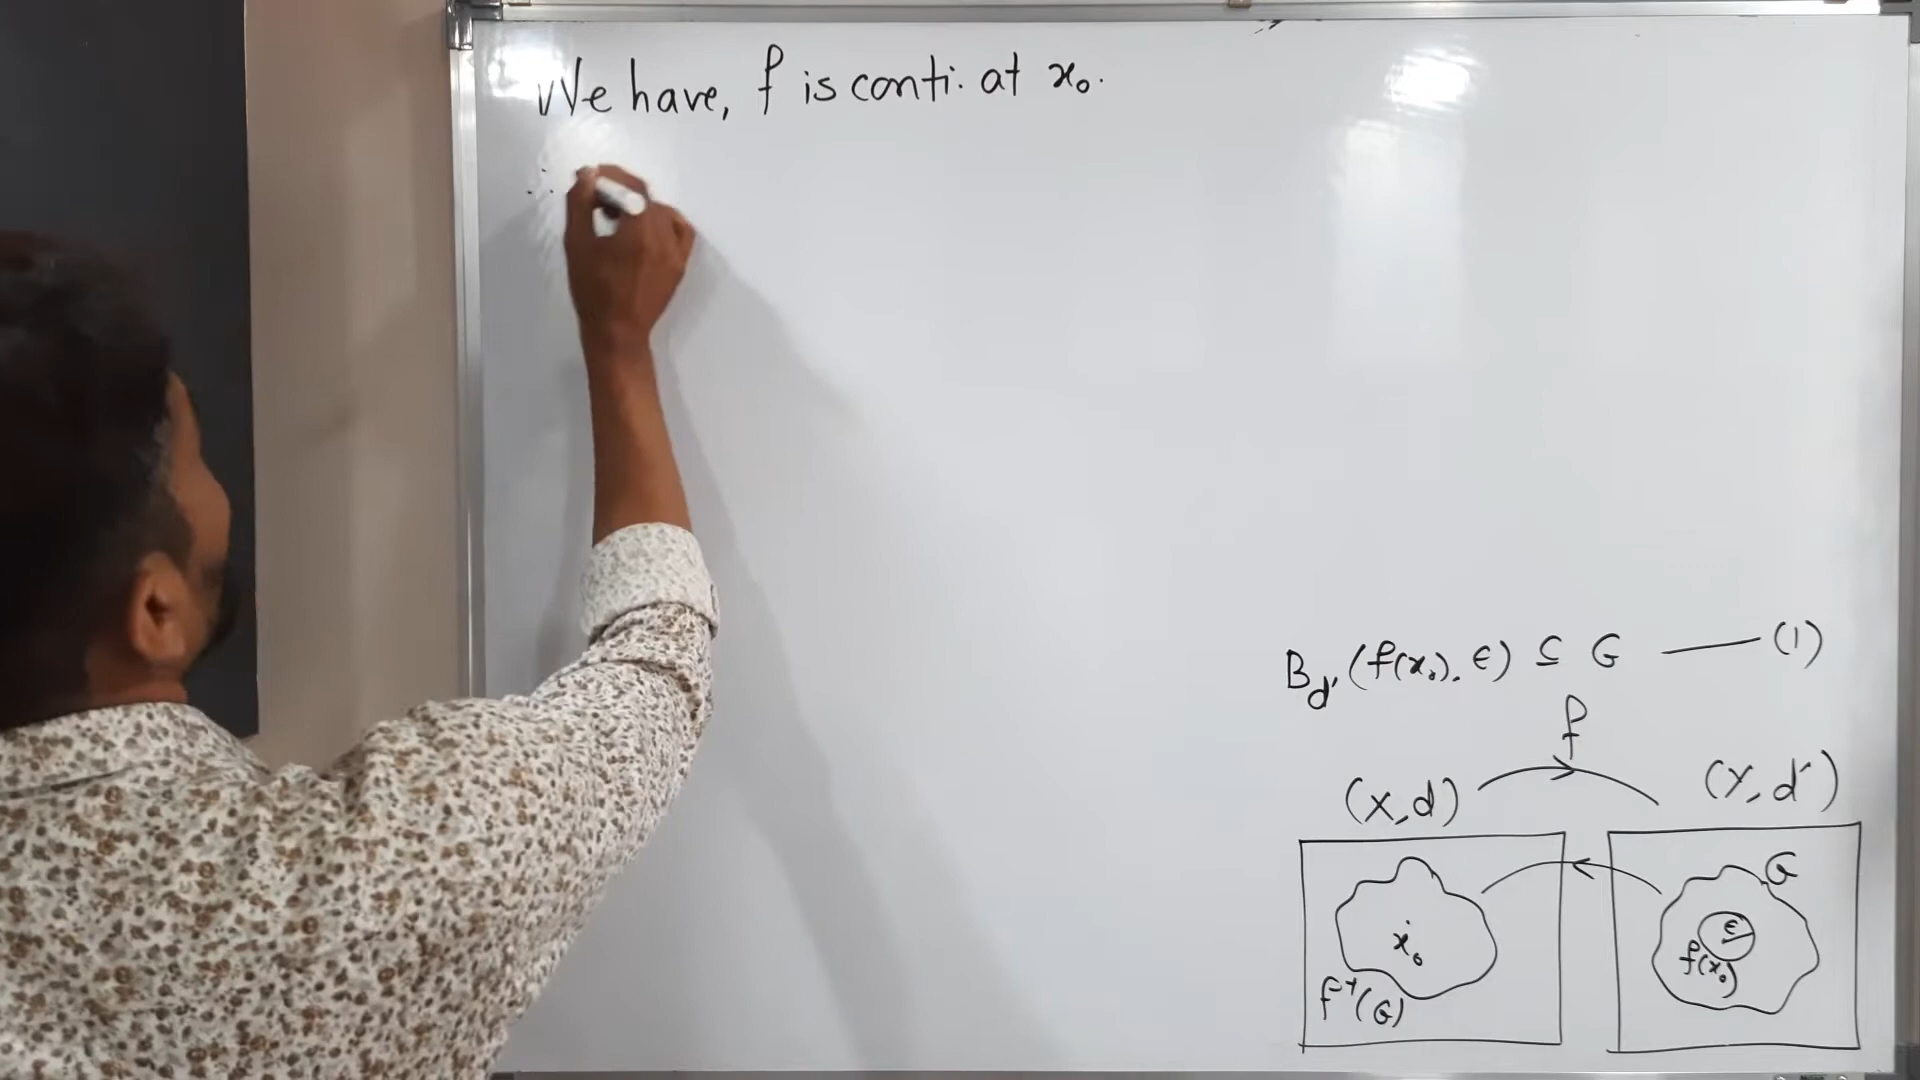 We have, f is conti. at x₀.
∴
B_d' (f(x₀), ϵ) ⊆ G —— (1)
f
(X, d) (Y, d')
G
x₀ ϵ
f(x₀)
f⁻¹(G)